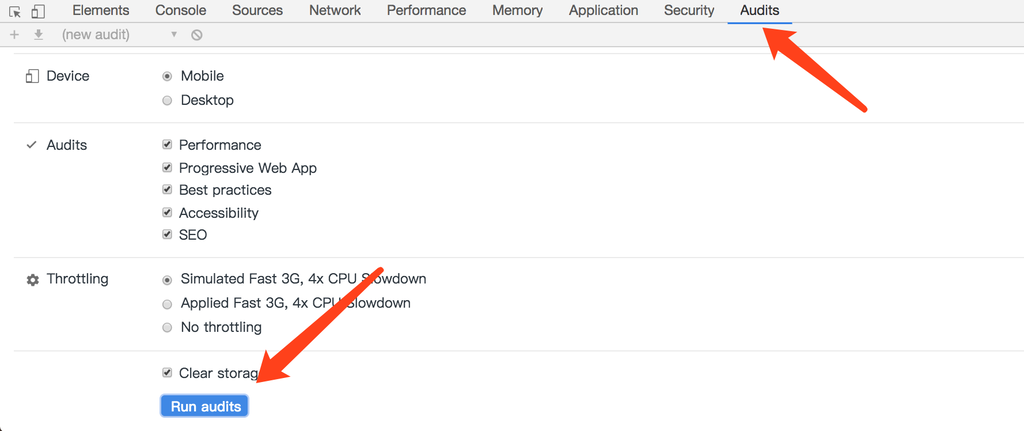 Elements Console Sources Network Performance Memory Application Security Audits
(new audit)
Device
Mobile
Desktop
Audits
Performance
Progressive Web App
Best practices
Accessibility
SEO
Throttling
Simulated Fast 3G, 4x CPU Slowdown
Applied Fast 3G, 4x CPU Slowdown
No throttling
Clear storag
Run audits